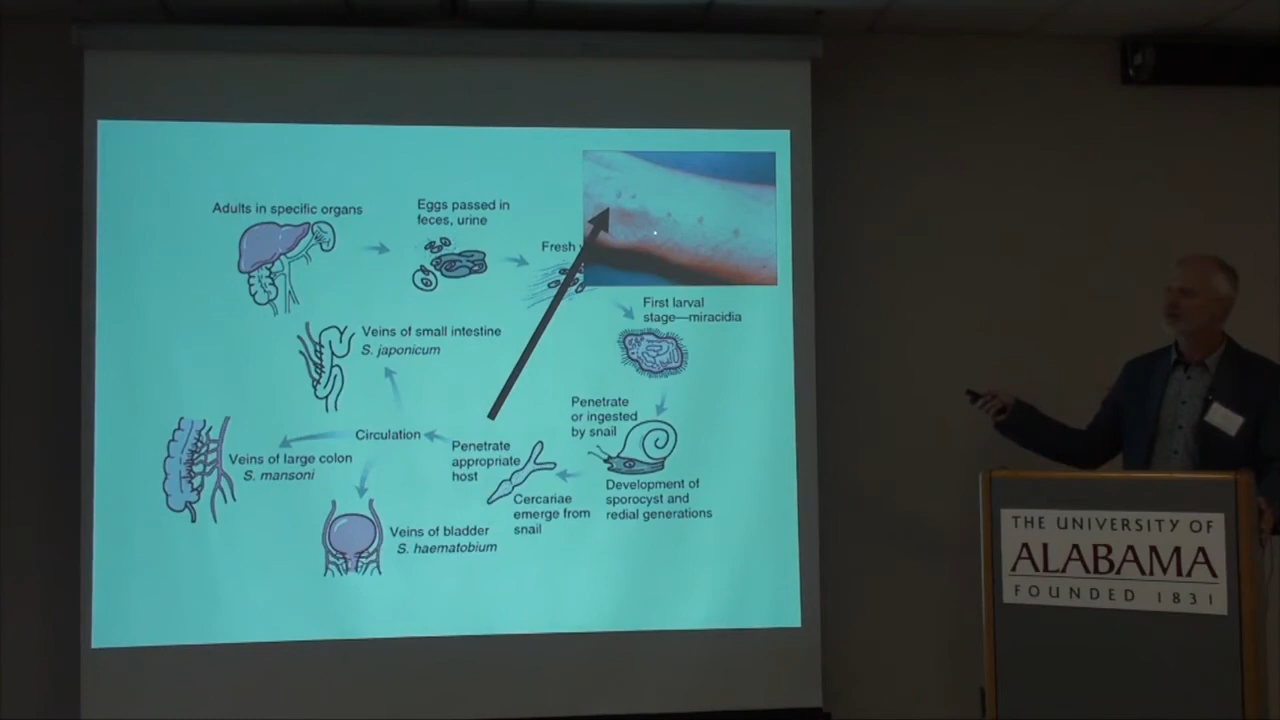 Adults in specific organs
Eggs passed in
feces, urine
Fresh
First larval
stage—miracidia
Veins of small intestine
S. japonicum
Penetrate
or ingested
by snail
Circulation
Penetrate
appropriate
host
Veins of large colon
S. mansoni
Cercariae
emerge from
snail
Development of
sporocyst and
redial generations
Veins of bladder
S. haematobium
THE UNIVERSITY OF
ALABAMA
FOUNDED 1831